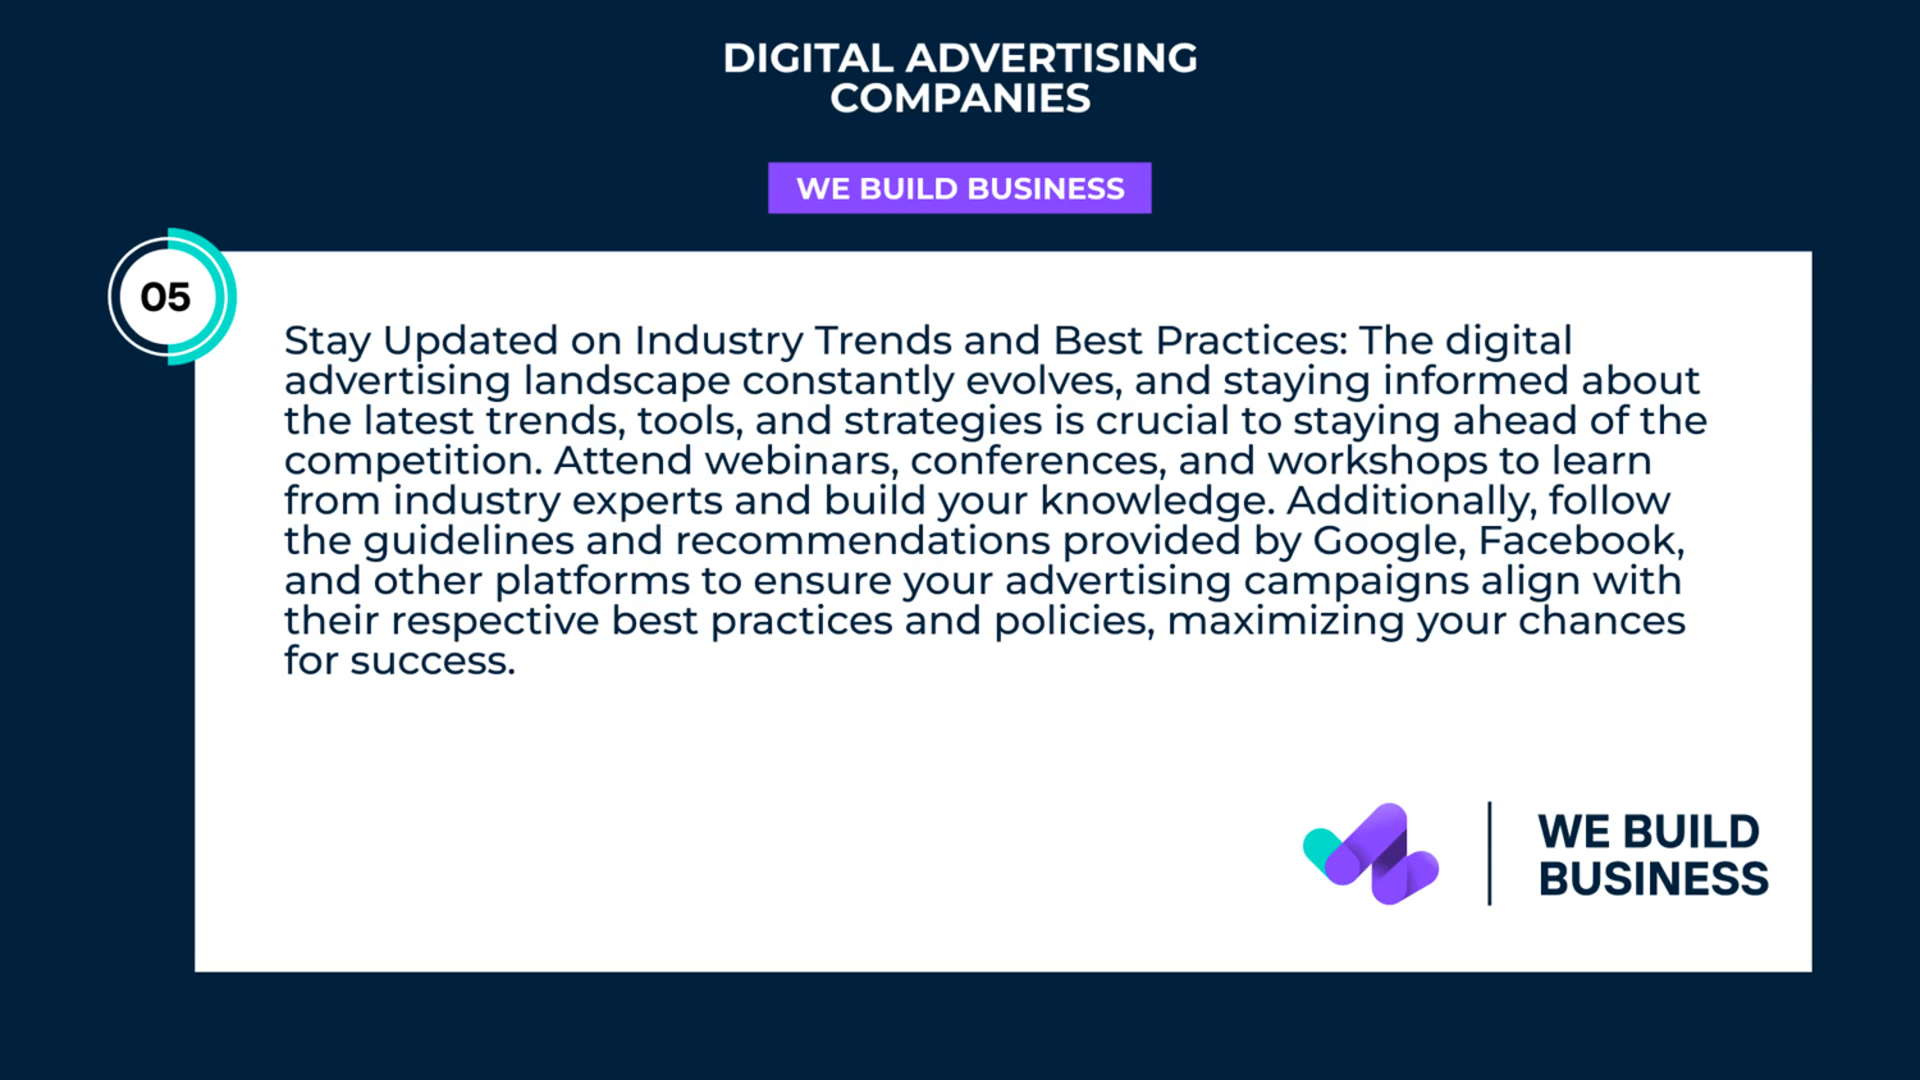 DIGITAL ADVERTISING
COMPANIES
WE BUILD BUSINESS
05
Stay Updated on Industry Trends and Best Practices: The digital
advertising landscape constantly evolves, and staying informed about
the latest trends, tools, and strategies is crucial to staying ahead of the
competition. Attend webinars, conferences, and workshops to learn
from industry experts and build your knowledge. Additionally, follow
the guidelines and recommendations provided by Google, Facebook,
and other platforms to ensure your advertising campaigns align with
their respective best practices and policies, maximizing your chances
for success.
WE BUILD
BUSINESS